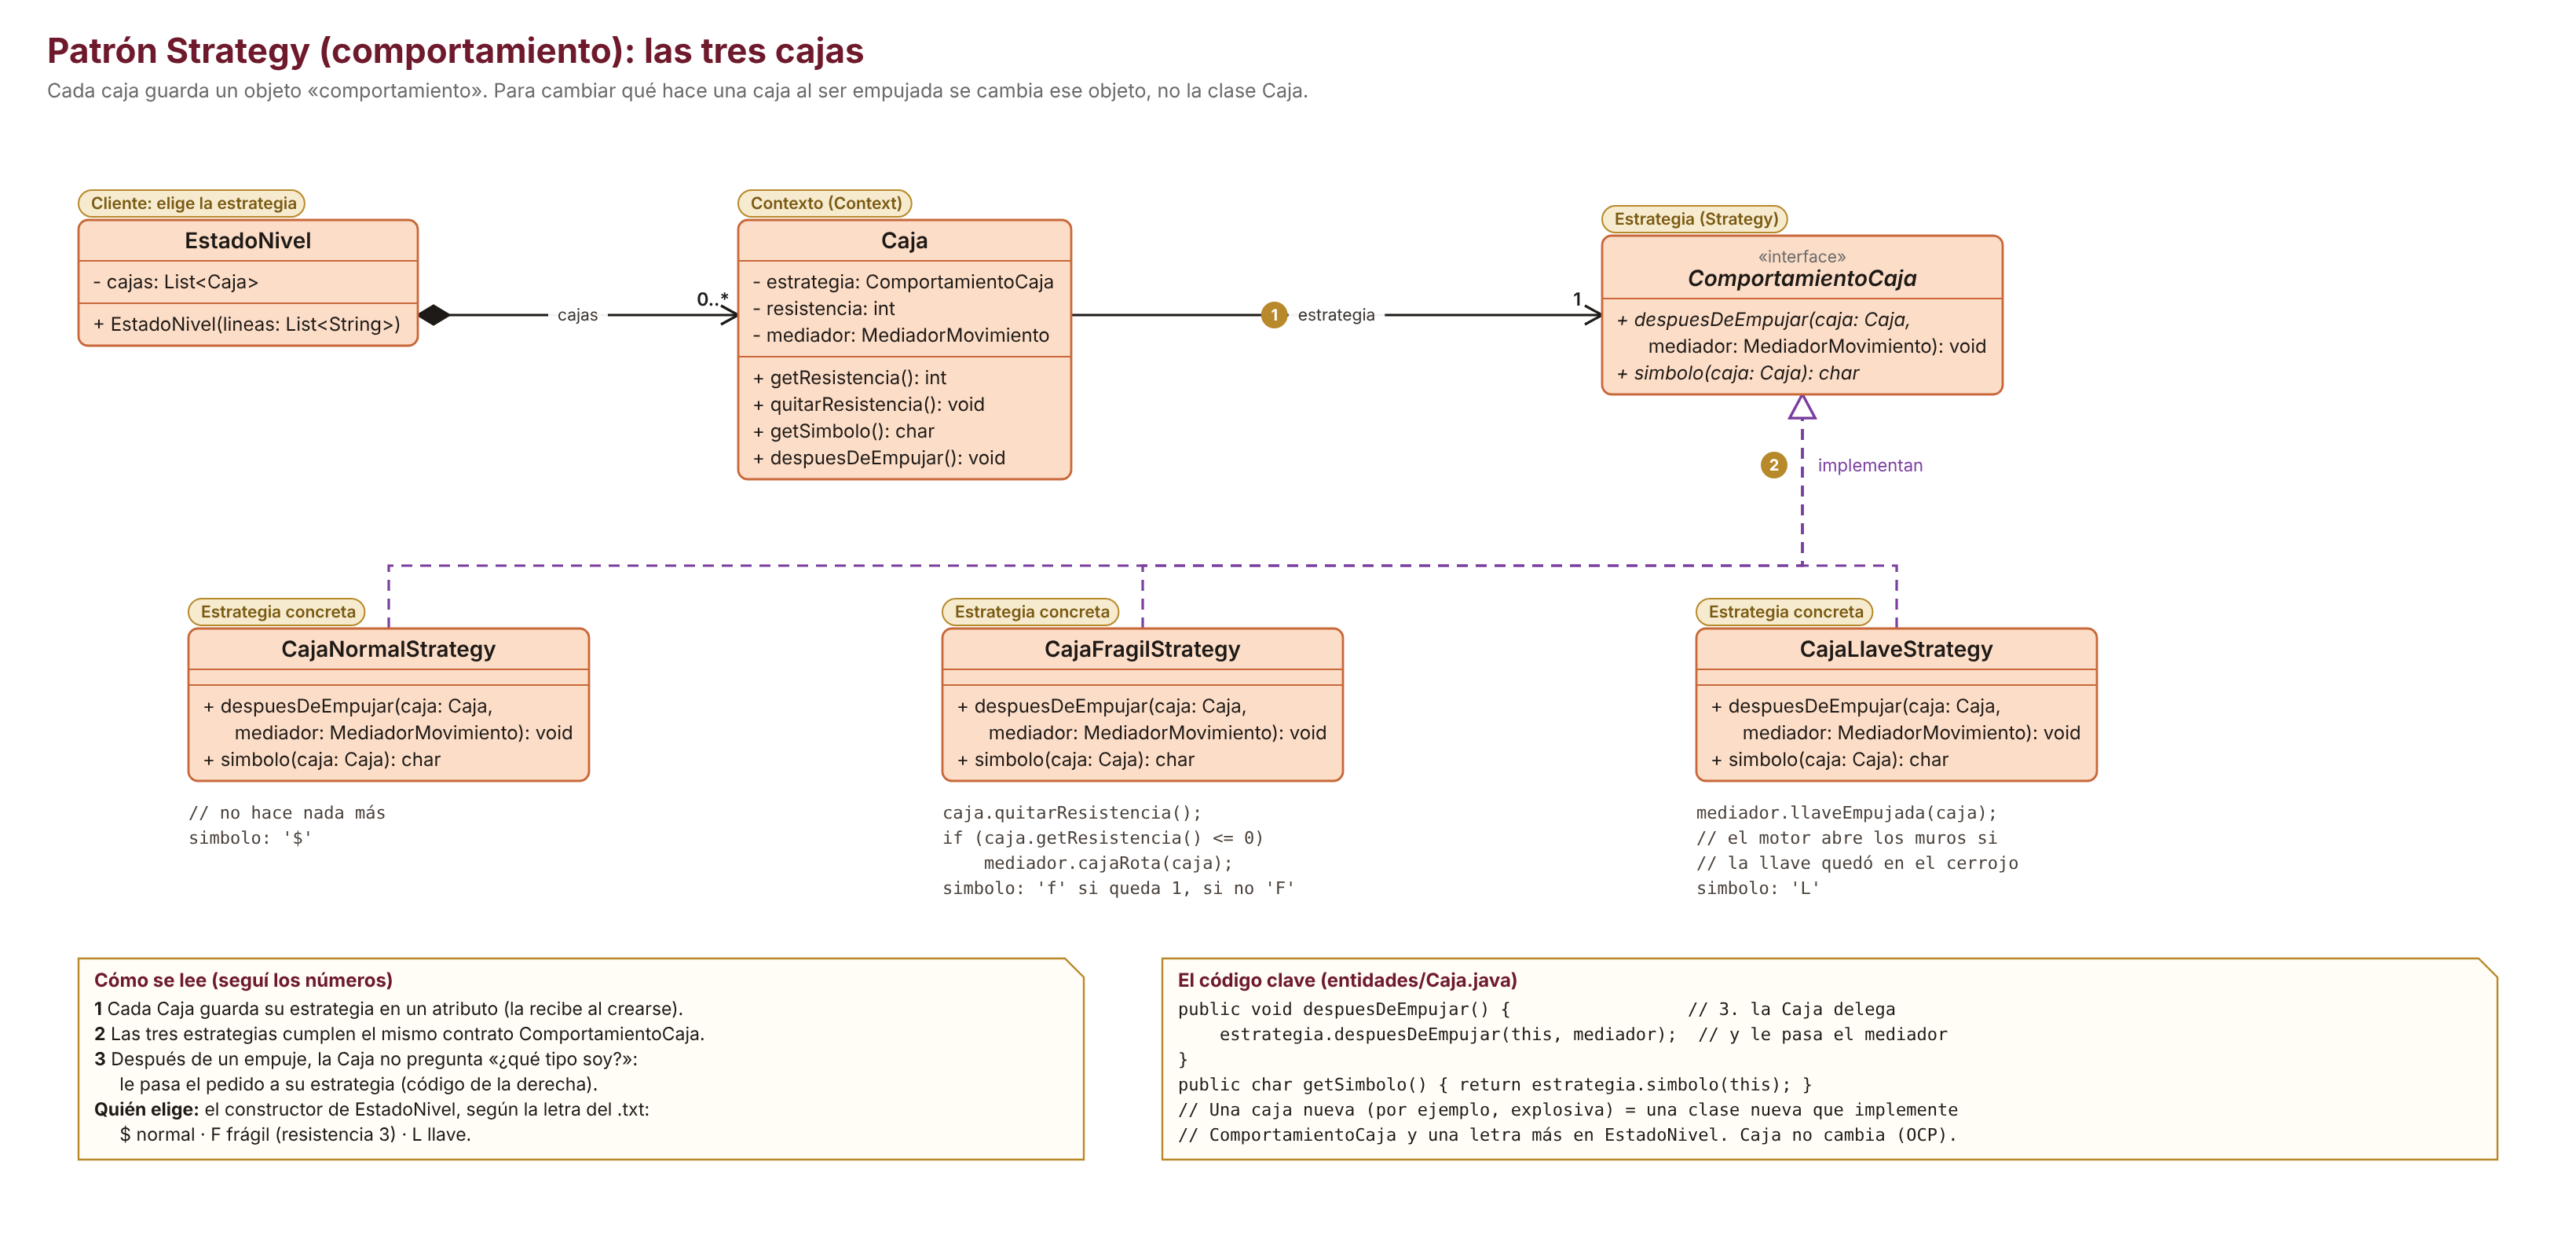 Patrón Strategy (comportamiento): las tres cajas
Cada caja guarda un objeto «comportamiento». Para cambiar qué hace una caja al ser empujada se cambia ese objeto, no la clase Caja.
Cliente: elige la estrategia
EstadoNivel
- cajas: List<Caja>
+ EstadoNivel(lineas: List<String>)
cajas
0..*
Contexto (Context)
Caja
- estrategia: ComportamientoCaja
- resistencia: int
- mediador: MediadorMovimiento
+ getResistencia(): int
+ quitarResistencia(): void
+ getSimbolo(): char
+ despuesDeEmpujar(): void
1 estrategia
1
Estrategia (Strategy)
«interface»
ComportamientoCaja
+ despuesDeEmpujar(caja: Caja,
mediador: MediadorMovimiento): void
+ simbolo(caja: Caja): char
2 implementan
Estrategia concreta
CajaNormalStrategy
+ despuesDeEmpujar(caja: Caja,
mediador: MediadorMovimiento): void
+ simbolo(caja: Caja): char
// no hace nada más
simbolo: '$'
Estrategia concreta
CajaFragilStrategy
+ despuesDeEmpujar(caja: Caja,
mediador: MediadorMovimiento): void
+ simbolo(caja: Caja): char
caja.quitarResistencia();
if (caja.getResistencia() <= 0)
mediador.cajaRota(caja);
simbolo: 'f' si queda 1, si no 'F'
Estrategia concreta
CajaLlaveStrategy
+ despuesDeEmpujar(caja: Caja,
mediador: MediadorMovimiento): void
+ simbolo(caja: Caja): char
mediador.llaveEmpujada(caja);
// el motor abre los muros si
// la llave quedó en el cerrojo
simbolo: 'L'
Cómo se lee (seguí los números)
1 Cada Caja guarda su estrategia en un atributo (la recibe al crearse).
2 Las tres estrategias cumplen el mismo contrato ComportamientoCaja.
3 Después de un empuje, la Caja no pregunta «¿qué tipo soy?»:
le pasa el pedido a su estrategia (código de la derecha).
Quién elige: el constructor de EstadoNivel, según la letra del .txt:
$ normal · F frágil (resistencia 3) · L llave.
El código clave (entidades/Caja.java)
public void despuesDeEmpujar() { // 3. la Caja delega
estrategia.despuesDeEmpujar(this, mediador); // y le pasa el mediador
}
public char getSimbolo() { return estrategia.simbolo(this); }
// Una caja nueva (por ejemplo, explosiva) = una clase nueva que implemente
// ComportamientoCaja y una letra más en EstadoNivel. Caja no cambia (OCP).